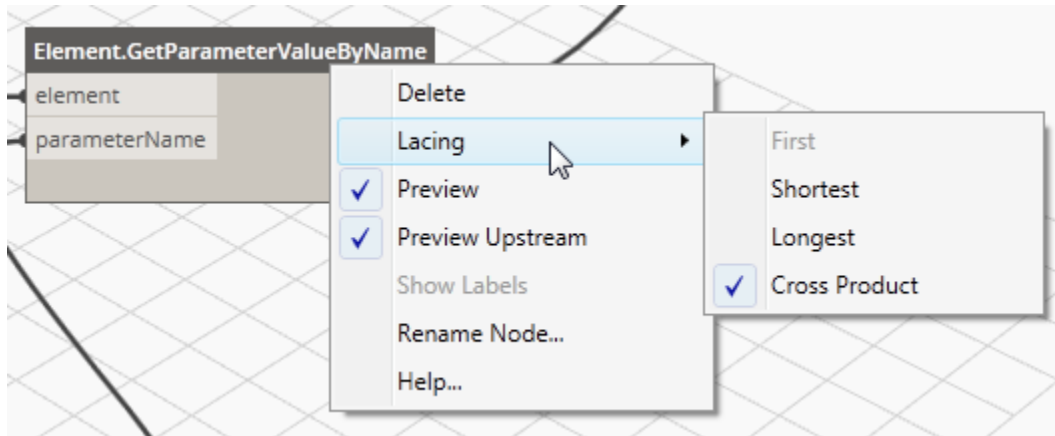 Element.GetParameterValueByName
element
parameterName
Delete
Lacing
Preview
Preview Upstream
Show Labels
Rename Node...
Help...
First
Shortest
Longest
Cross Product